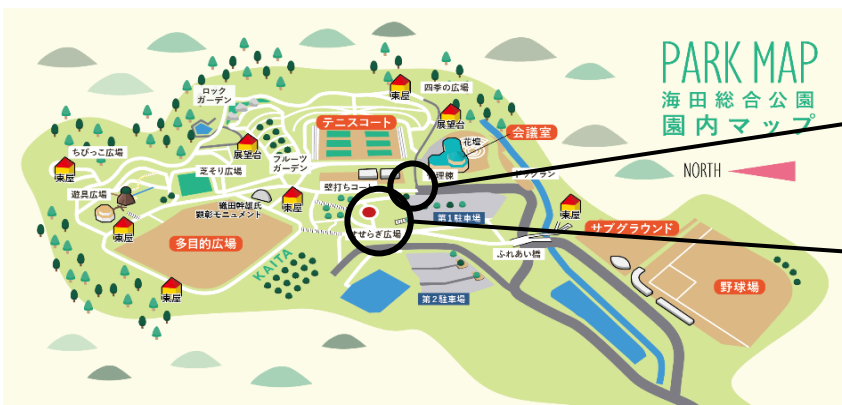 PARK MAP
海田総合公園
園内マップ
NORTH
ロック
ガーデン
東屋
四季の広場
展望台
テニスコート
会議室
花壇
ちびっこ広場
東屋
展望台
フルーツ
ガーデン
芝そり広場
遊具広場
壁打ちコート
管理棟
ドッグラン
織田幹雄氏
顕彰モニュメント
東屋
東屋
第1駐車場
東屋
サブグラウンド
多目的広場
せせらぎ広場
ふれあい橋
KAITA
東屋
第2駐車場
野球場